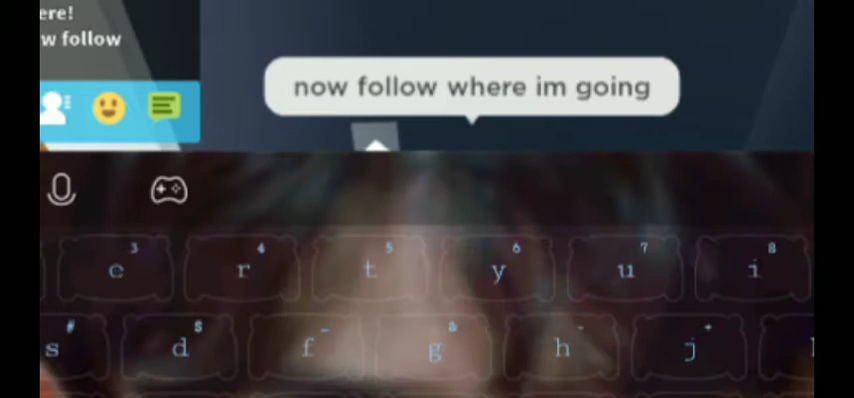 ere!
w follow
now follow where im going
3 4 5 6 7 8
e r t y u i
# $ _ & - +
s d f g h j